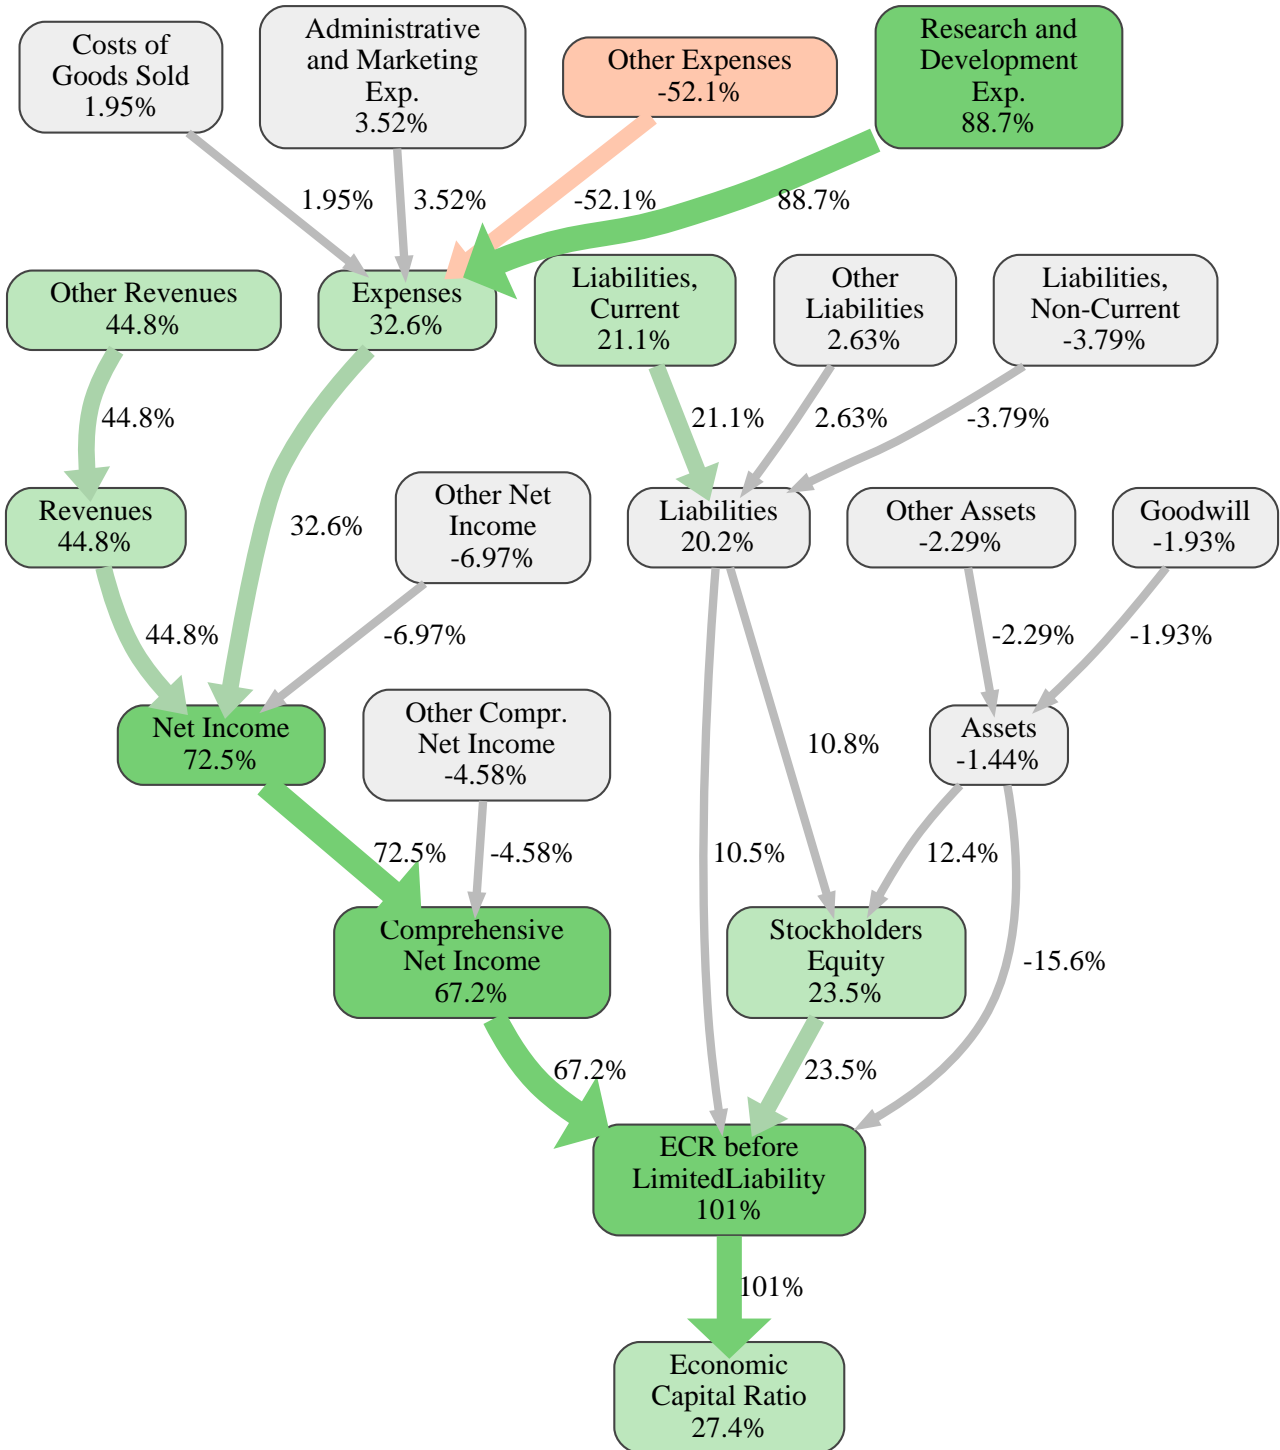 Costs of
Goods Sold
1.95%
Administrative
and Marketing
Exp.
3.52%
Other Expenses
-52.1%
Research and
Development
Exp.
88.7%
1.95%
3.52%
-52.1%
88.7%
Other Revenues
44.8%
Expenses
32.6%
Liabilities,
Current
21.1%
Other
Liabilities
2.63%
Liabilities,
Non-Current
-3.79%
44.8%
21.1%
2.63%
-3.79%
Revenues
44.8%
32.6%
Other Net
Income
-6.97%
Liabilities
20.2%
Other Assets
-2.29%
Goodwill
-1.93%
44.8%
-6.97%
-2.29%
-1.93%
Net Income
72.5%
Other Compr.
Net Income
-4.58%
10.8%
Assets
-1.44%
72.5%
-4.58%
10.5%
12.4%
Comprehensive
Net Income
67.2%
Stockholders
Equity
23.5%
-15.6%
67.2%
23.5%
ECR before
LimitedLiability
101%
101%
Economic
Capital Ratio
27.4%